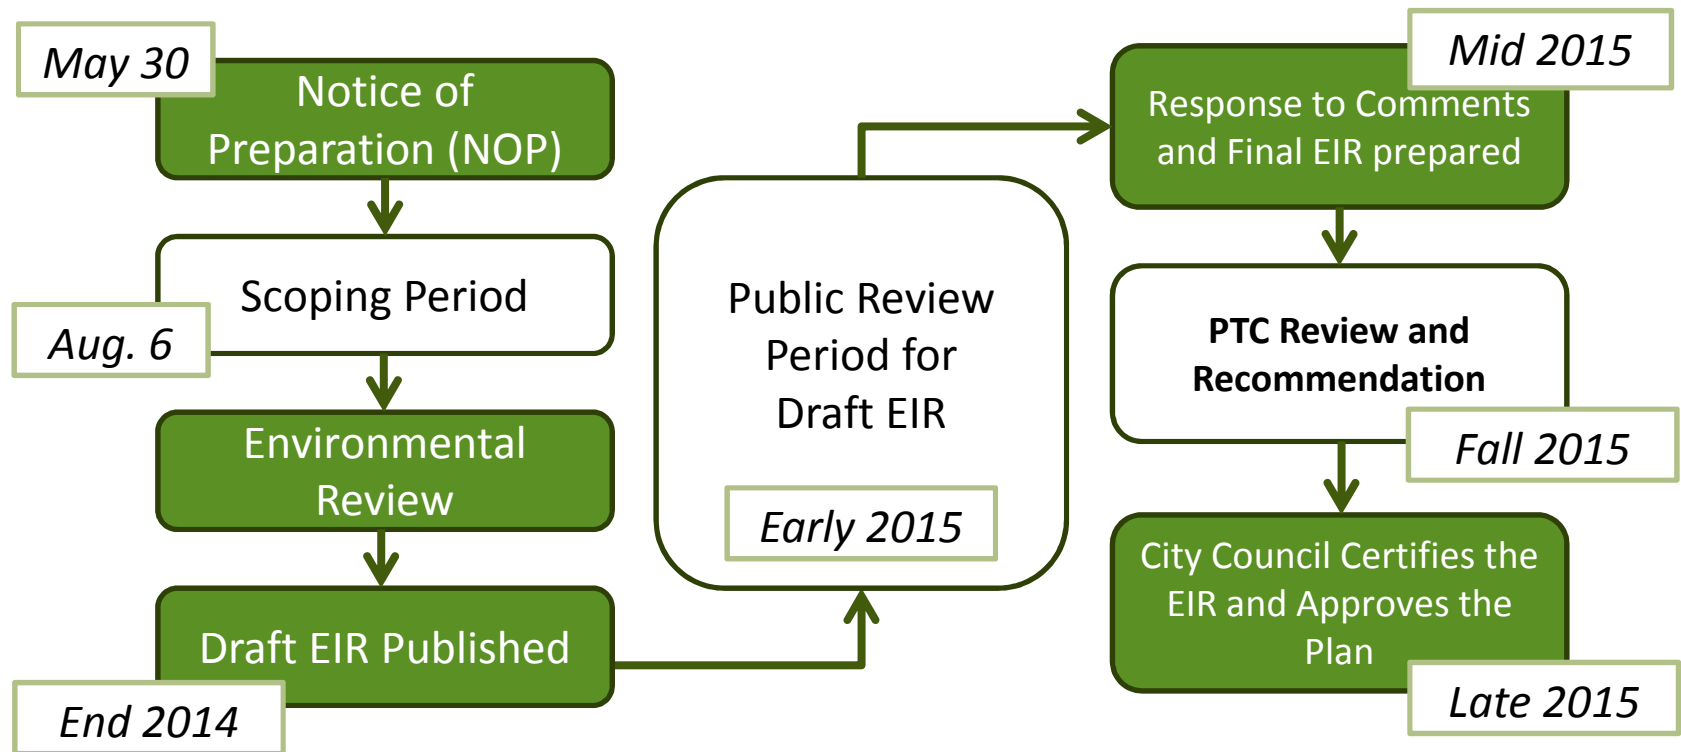 May 30
Notice of
Preparation (NOP)
Scoping Period
Aug. 6
Environmental
Review
Draft EIR Published
End 2014
Public Review
Period for
Draft EIR
Early 2015
Mid 2015
Response to Comments
and Final EIR prepared
PTC Review and
Recommendation
Fall 2015
City Council Certifies the
EIR and Approves the
Plan
Late 2015